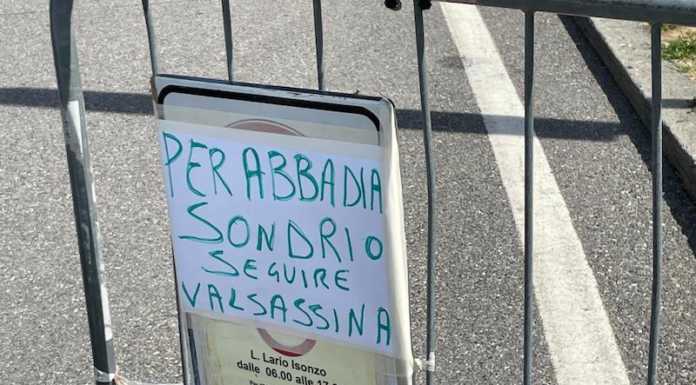 PER ABBADIA
SONDRIO
SEGUIRE
VALSASSINA
L. Lario Isonzo
dalle 06.00 alle